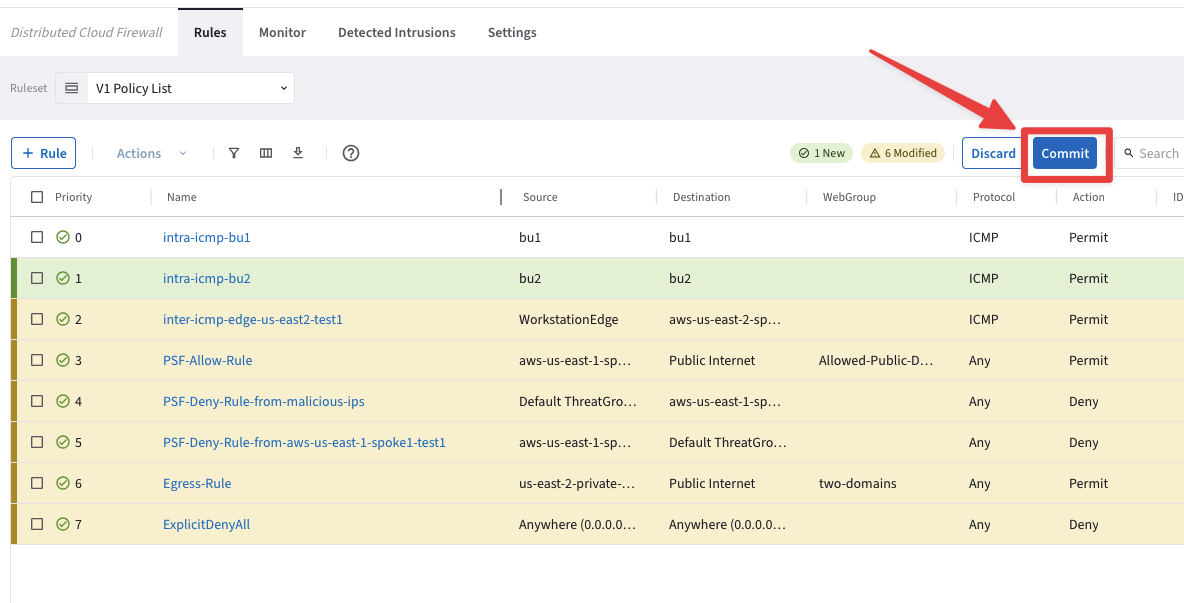 Distributed Cloud Firewall Rules Monitor Detected Intrusions Settings
Ruleset V1 Policy List
+ Rule Actions ? 1 New 6 Modified Discard Commit Search
Priority Name Source Destination WebGroup Protocol Action ID
0 intra-icmp-bu1 bu1 bu1 ICMP Permit
1 intra-icmp-bu2 bu2 bu2 ICMP Permit
2 inter-icmp-edge-us-east2-test1 WorkstationEdge aws-us-east-2-sp… ICMP Permit
3 PSF-Allow-Rule aws-us-east-1-sp… Public Internet Allowed-Public-D… Any Permit
4 PSF-Deny-Rule-from-malicious-ips Default ThreatGro… aws-us-east-1-sp… Any Deny
5 PSF-Deny-Rule-from-aws-us-east-1-spoke1-test1 aws-us-east-1-sp… Default ThreatGro… Any Deny
6 Egress-Rule us-east-2-private-… Public Internet two-domains Any Permit
7 ExplicitDenyAll Anywhere (0.0.0.0… Anywhere (0.0.0.0… Any Deny